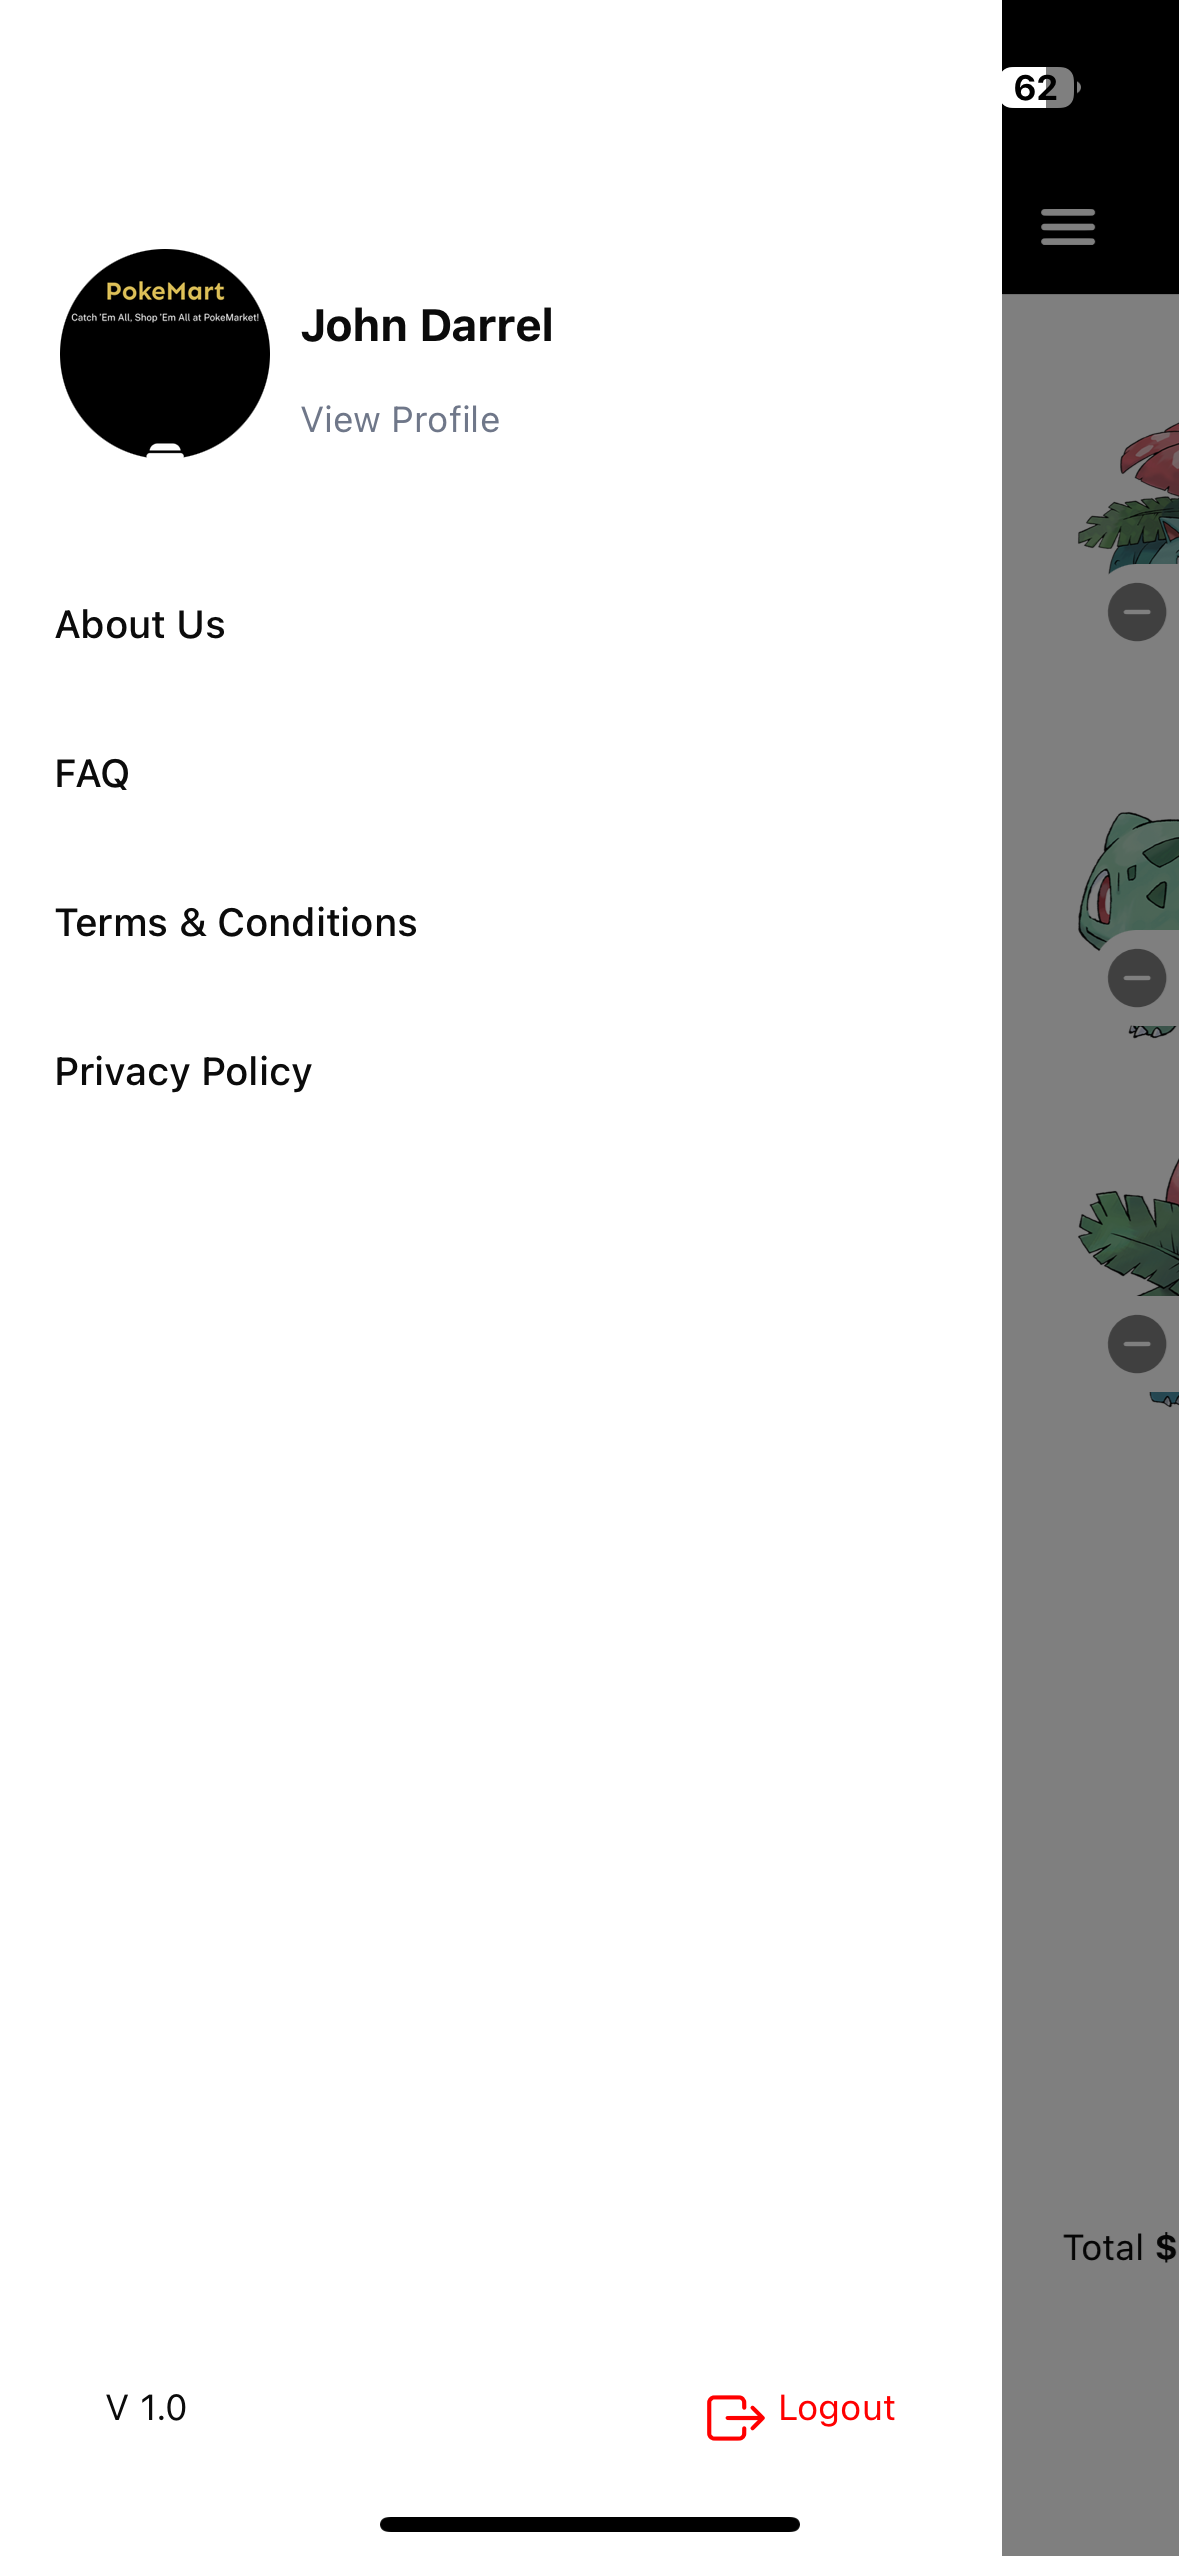 62
PokeMart
Catch 'Em All, Shop 'Em All at PokeMarket!
John Darrel
View Profile
About Us
FAQ
Terms & Conditions
Privacy Policy
Total $
V 1.0
Logout